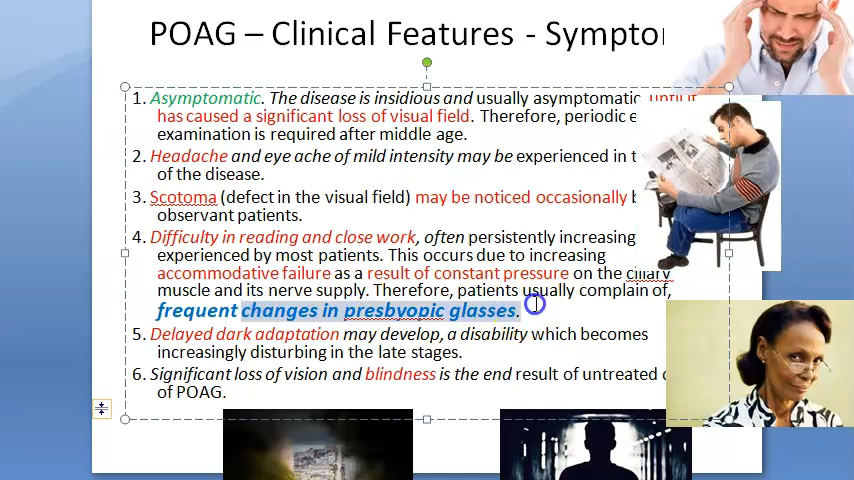 POAG – Clinical Features - Sympto
1. Asymptomatic. The disease is insidious and usually asymptomatic, until it
has caused a significant loss of visual field. Therefore, periodic
examination is required after middle age.
2. Headache and eye ache of mild intensity may be experienced in
of the disease.
3. Scotoma (defect in the visual field) may be noticed occasionally
observant patients.
4. Difficulty in reading and close work, often persistently increasing
experienced by most patients. This occurs due to increasing
accommodative failure as a result of constant pressure on the ciliary
muscle and its nerve supply. Therefore, patients usually complain of,
frequent changes in presbyopic glasses.
5. Delayed dark adaptation may develop, a disability which becomes
increasingly disturbing in the late stages.
6. Significant loss of vision and blindness is the end result of untreated
of POAG.